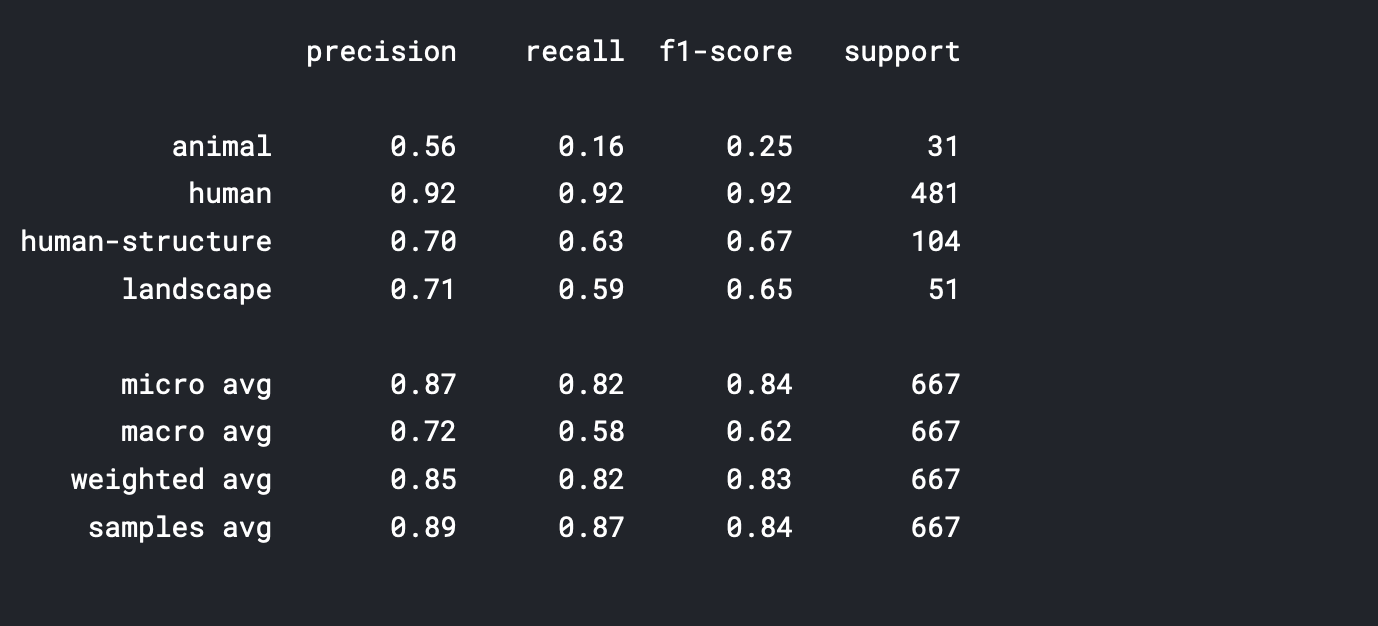 precision recall f1-score support
animal 0.56 0.16 0.25 31
human 0.92 0.92 0.92 481
human-structure 0.70 0.63 0.67 104
landscape 0.71 0.59 0.65 51
micro avg 0.87 0.82 0.84 667
macro avg 0.72 0.58 0.62 667
weighted avg 0.85 0.82 0.83 667
samples avg 0.89 0.87 0.84 667